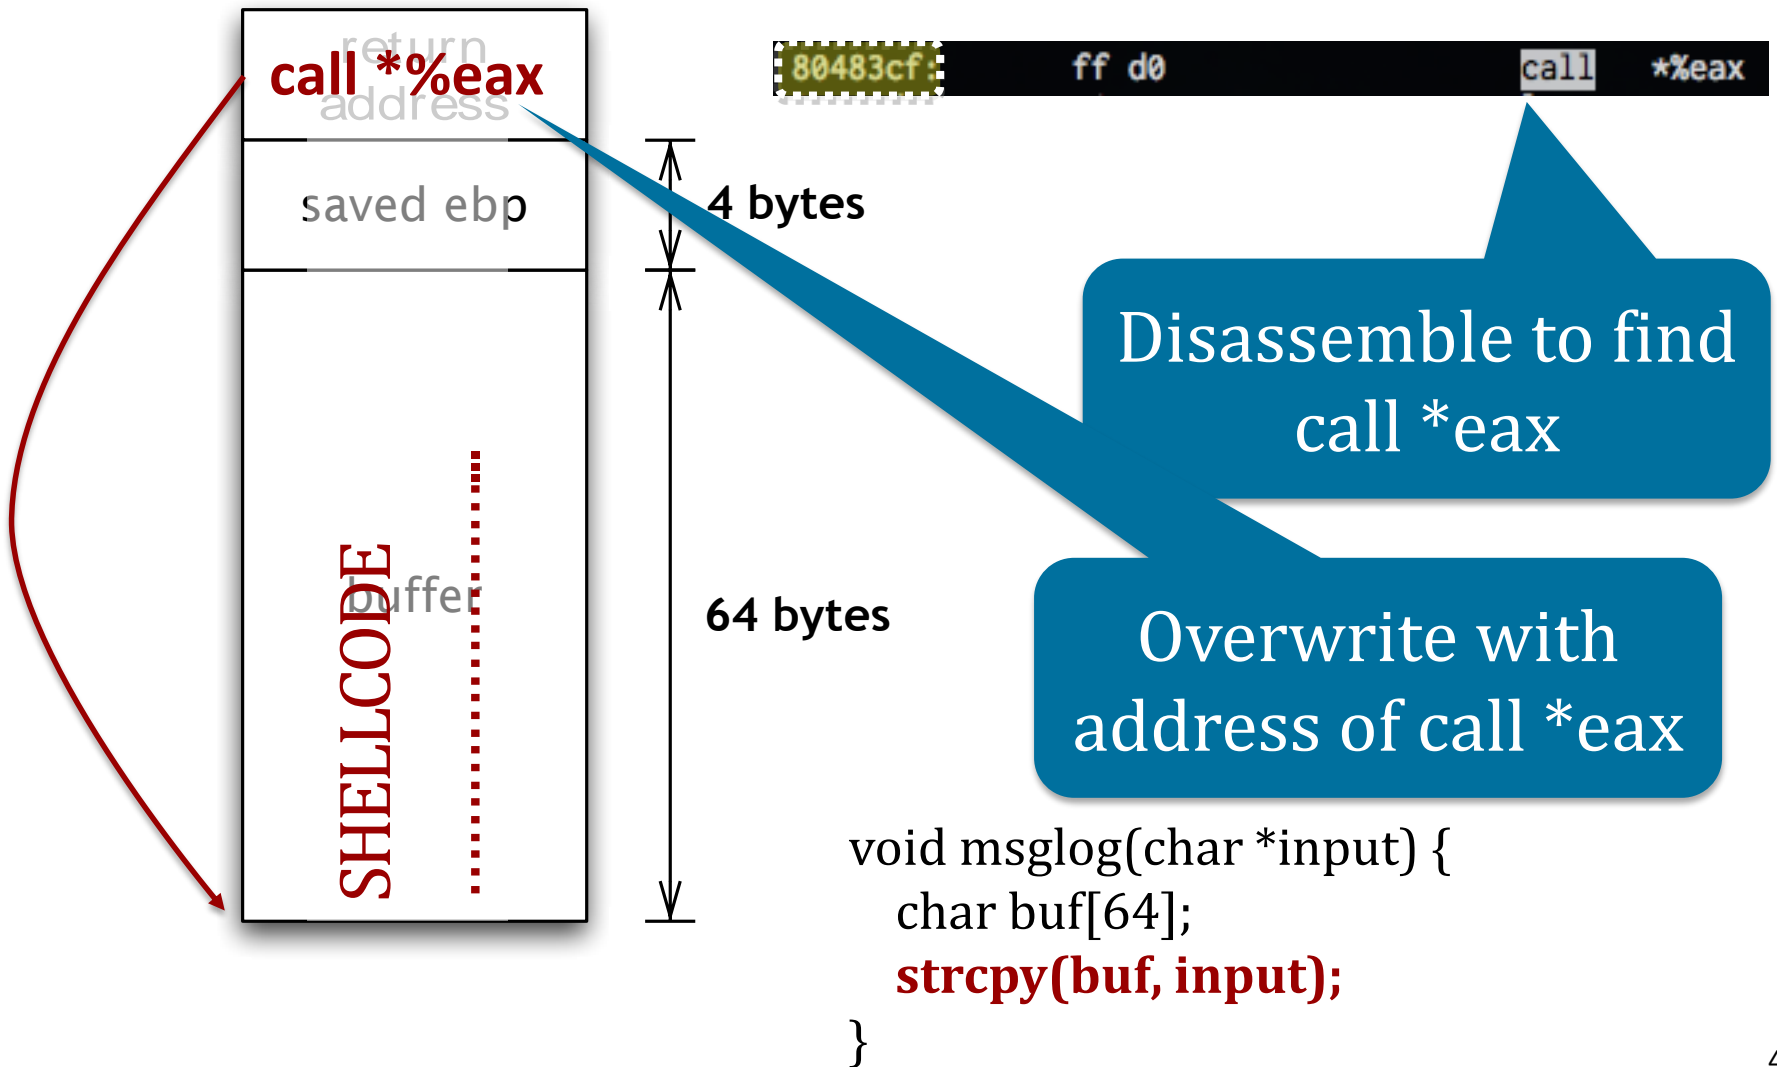 return
address
call *%eax
80483cf: ff d0 call *%eax
saved ebp
4 bytes
Disassemble to find
call *eax
buffer
SHELLCODE
64 bytes
Overwrite with
address of call *eax
void msglog(char *input) {
char buf[64];
strcpy(buf, input);
}